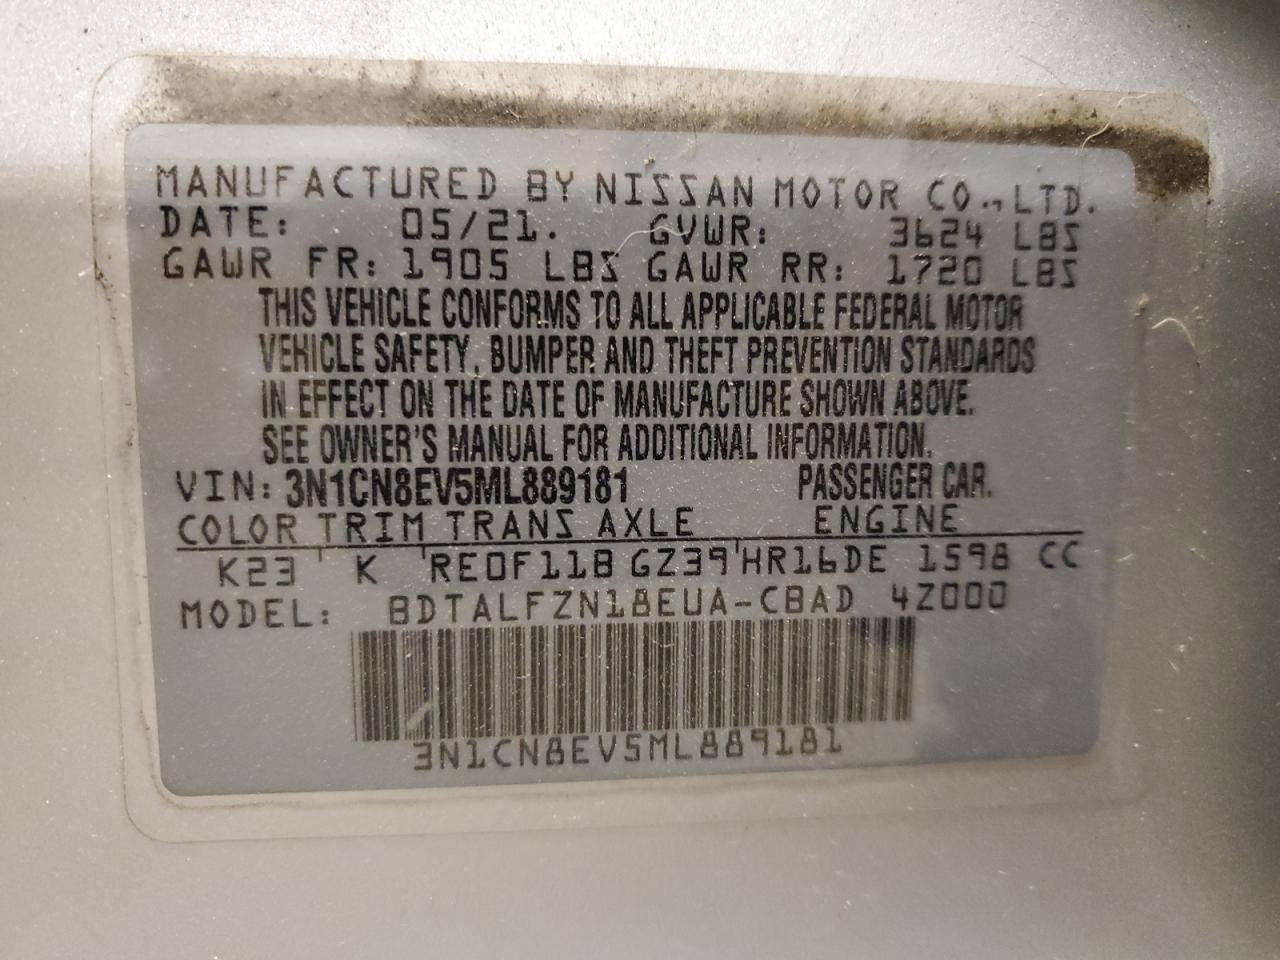 MANUFACTURED BY NISSAN MOTOR CO., LTD.
DATE: 05/21. GVWR: 3624 LBS
GAWR FR: 1905 LBS GAWR RR: 1720 LBS
THIS VEHICLE CONFORMS TO ALL APPLICABLE FEDERAL MOTOR
VEHICLE SAFETY, BUMPER AND THEFT PREVENTION STANDARDS
IN EFFECT ON THE DATE OF MANUFACTURE SHOWN ABOVE.
SEE OWNER'S MANUAL FOR ADDITIONAL INFORMATION.
VIN: 3N1CN8EV5ML889181 PASSENGER CAR.
COLOR TRIM TRANS AXLE ENGINE
K23 K RE0F11B GZ39 HR16DE 1598 CC
MODEL: BDTALFZN18EUA-CBAD 4Z000
3N1CN8EV5ML889181